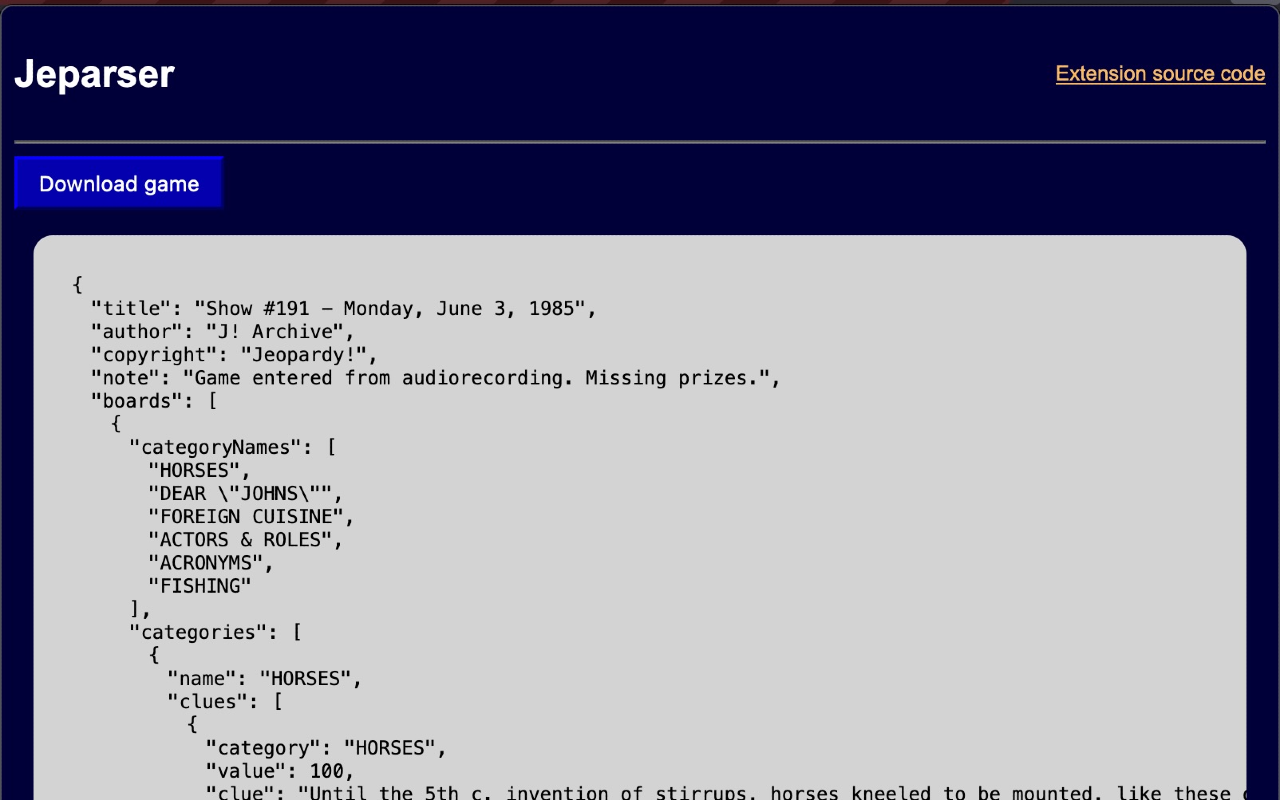 Jeparser
Extension source code
Download game
{
"title": "Show #191 – Monday, June 3, 1985",
"author": "J! Archive",
"copyright": "Jeopardy!",
"note": "Game entered from audiorecording. Missing prizes.",
"boards": [
{
"categoryNames": [
"HORSES",
"DEAR \"JOHNS\"",
"FOREIGN CUISINE",
"ACTORS & ROLES",
"ACRONYMS",
"FISHING"
],
"categories": [
{
"name": "HORSES",
"clues": [
{
"category": "HORSES",
"value": 100,
"clue": "Until the 5th c. invention of stirrups, horses kneeled to be mounted, like these